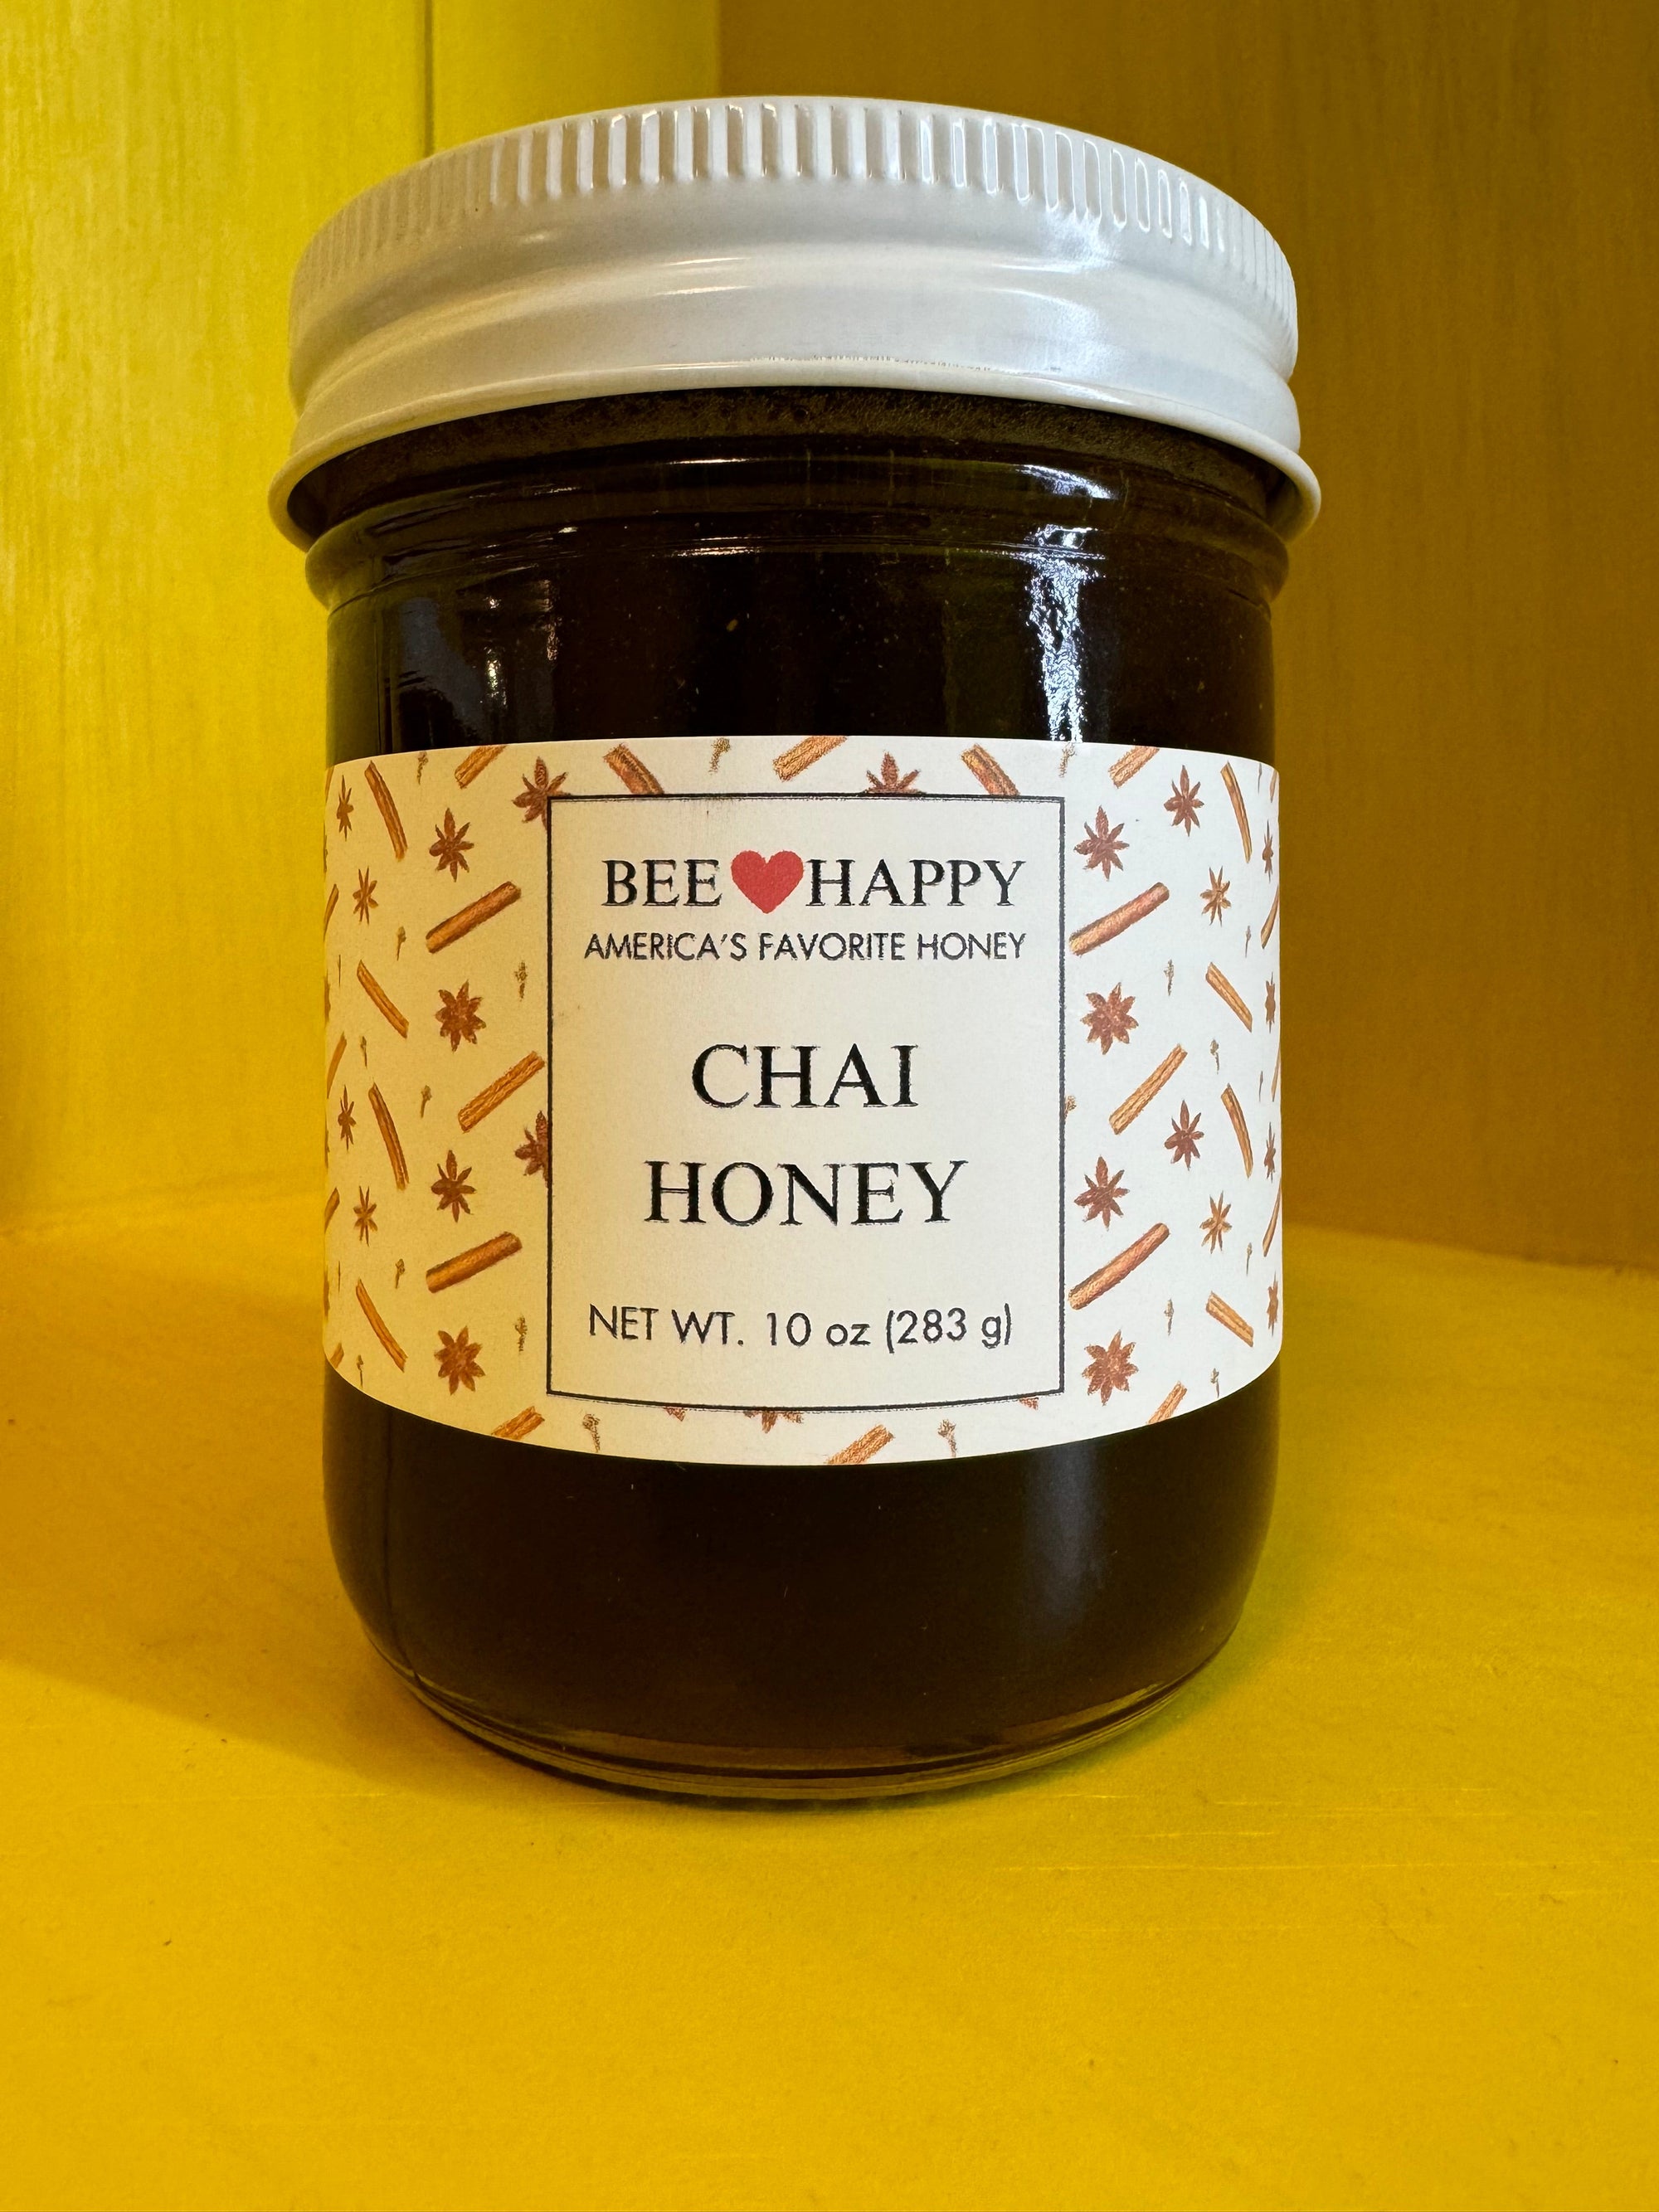 BEE❤HAPPY
AMERICA'S FAVORITE HONEY
CHAI
HONEY
NET WT. 10 oz (283 g)